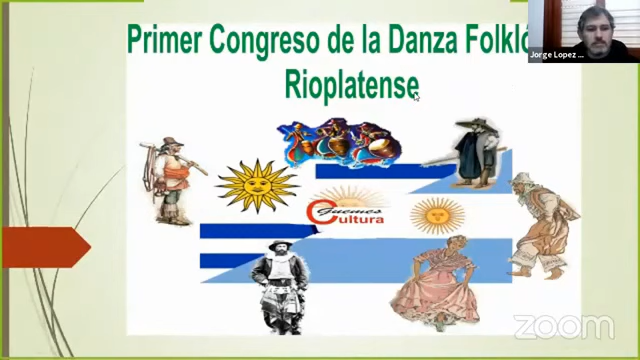 Primer Congreso de la Danza Folkló
Rioplatense
Jorge Lopez ...
Guemes
Cultura
zoom